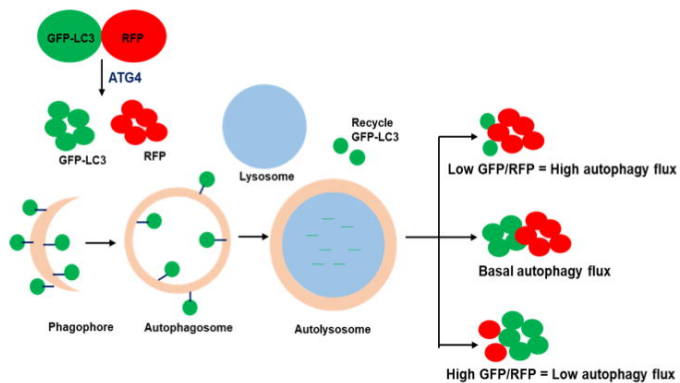 GFP-LC3 RFP
ATG4
GFP-LC3 RFP
Recycle
GFP-LC3
Lysosome
Low GFP/RFP = High autophagy flux
Basal autophagy flux
Phagophore Autophagosome Autolysosome
High GFP/RFP = Low autophagy flux